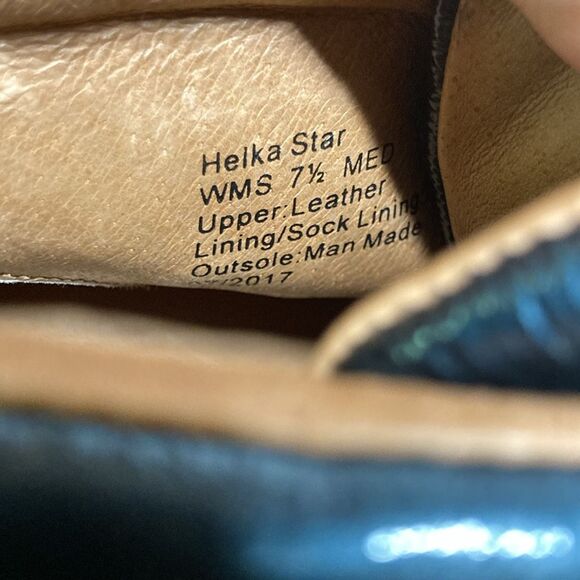 Helka Star
WMS 7½ MED
Upper:Leather
Lining/Sock Lining:
Outsole:Man Made
/2017